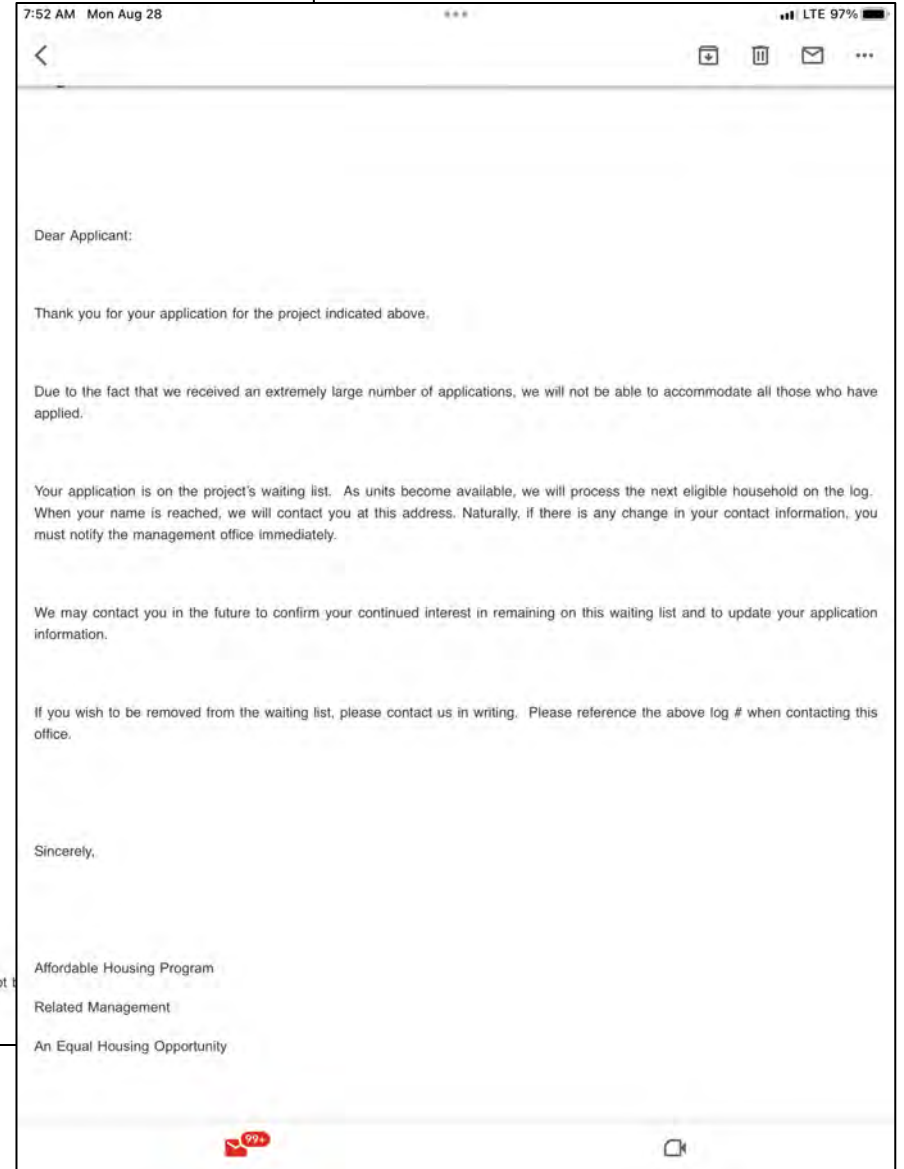 7:52 AM Mon Aug 28
LTE 97%
Dear Applicant:
Thank you for your application for the project indicated above.
Due to the fact that we received an extremely large number of applications, we will not be able to accommodate all those who have
applied.
Your application is on the project's waiting list. As units become available, we will process the next eligible household on the log.
When your name is reached, we will contact you at this address. Naturally, if there is any change in your contact information, you
must notify the management office immediately.
We may contact you in the future to confirm your continued interest in remaining on this waiting list and to update your application
information.
If you wish to be removed from the waiting list, please contact us in writing. Please reference the above log # when contacting this
office.
Sincerely,
Affordable Housing Program
Related Management
An Equal Housing Opportunity
99+